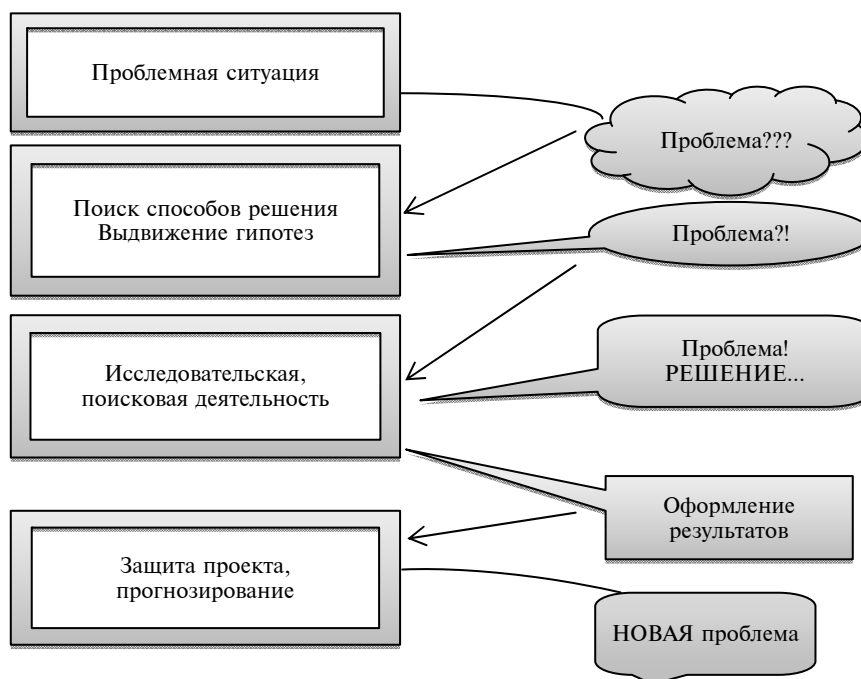 Проблемная ситуация
Проблема???
Поиск способов решения
Выдвижение гипотез
Проблема?!
Исследовательская,
поисковая деятельность
Проблема!
РЕШЕНИЕ...
Оформление
результатов
Защита проекта,
прогнозирование
НОВАЯ проблема